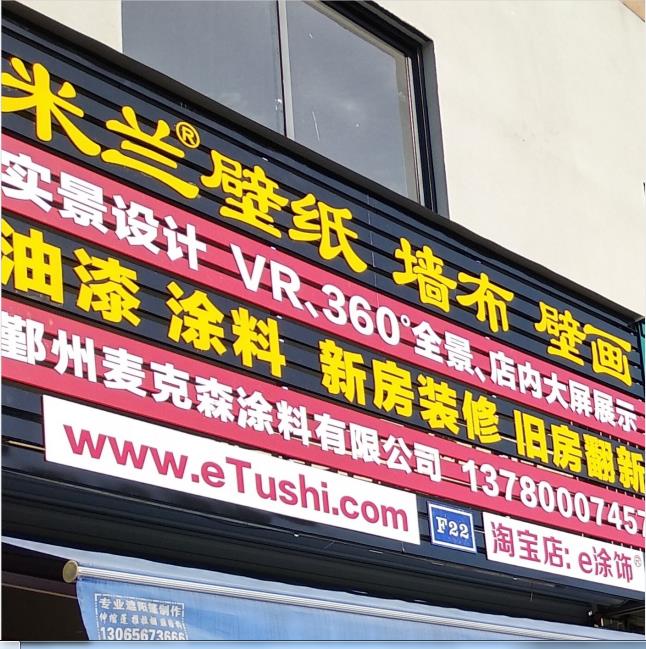 米兰® 壁纸 墙布 壁画
实景设计 VR、360°全景、店内大屏展示
油漆 涂料 新房装修 旧房翻新
鄞州麦克森涂料有限公司 13780007457
www.eTushi.com
F22
淘宝店: e涂饰®
专业遮阳篷制作
13065673666